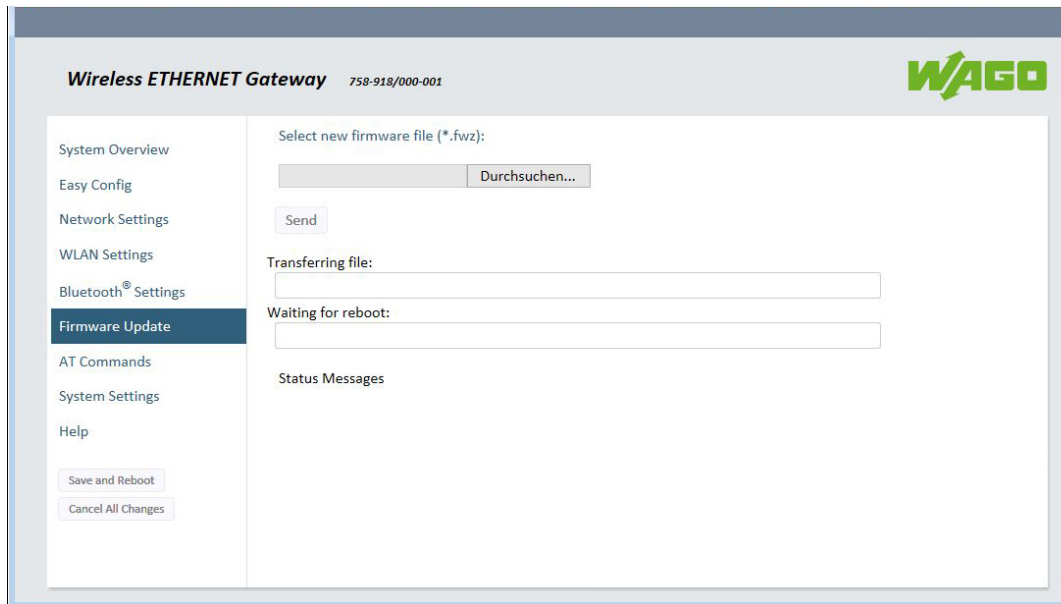 Wireless ETHERNET Gateway 758-918/000-001
WAGO
System Overview
Easy Config
Network Settings
WLAN Settings
Bluetooth® Settings
Firmware Update
AT Commands
System Settings
Help
Save and Reboot
Cancel All Changes
Select new firmware file (*.fwz):
Durchsuchen...
Send
Transferring file:
Waiting for reboot:
Status Messages